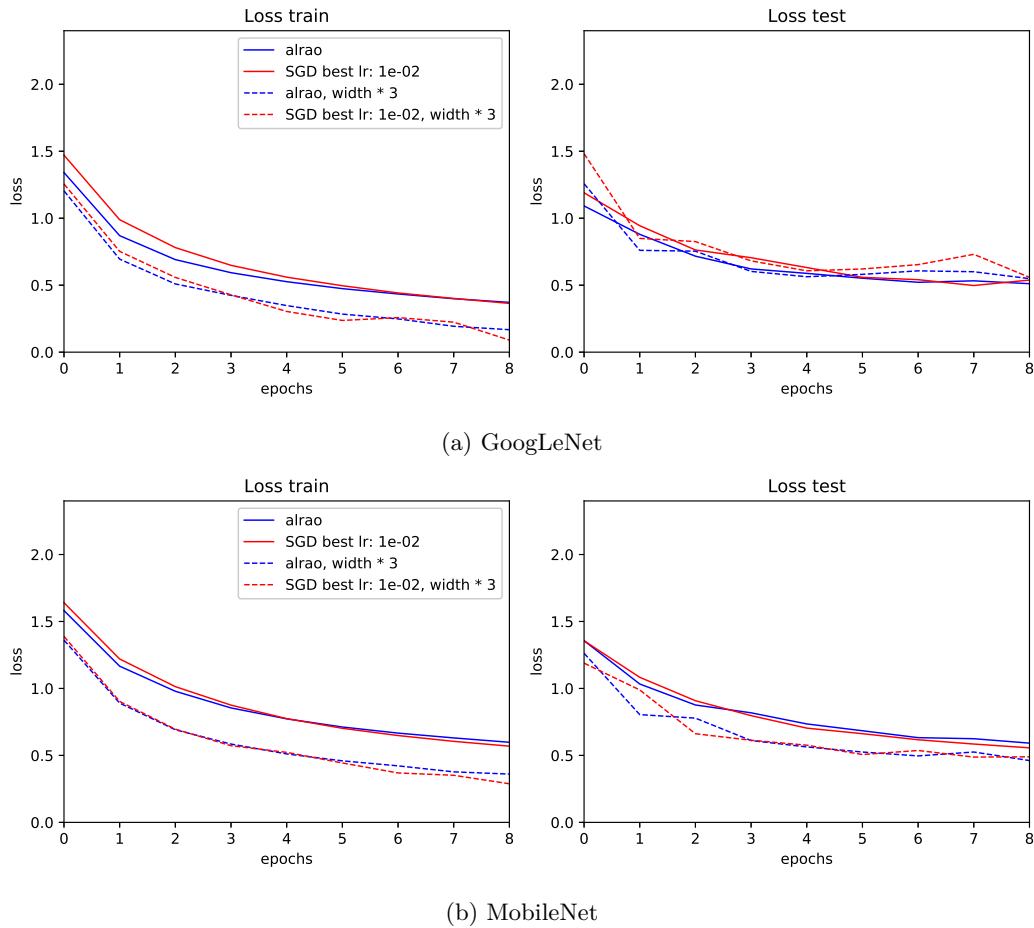 Loss train
Loss test
2.0
1.5
1.0
0.5
0.0
loss
alrao
SGD best lr: 1e-02
alrao, width * 3
SGD best lr: 1e-02, width * 3
0 1 2 3 4 5 6 7 8
epochs
2.0
1.5
1.0
0.5
0.0
0 1 2 3 4 5 6 7 8
epochs
(a) GoogLeNet
Loss train
Loss test
2.0
1.5
1.0
0.5
0.0
loss
alrao
SGD best lr: 1e-02
alrao, width * 3
SGD best lr: 1e-02, width * 3
0 1 2 3 4 5 6 7 8
epochs
2.0
1.5
1.0
0.5
0.0
loss
0 1 2 3 4 5 6 7 8
epochs
(b) MobileNet